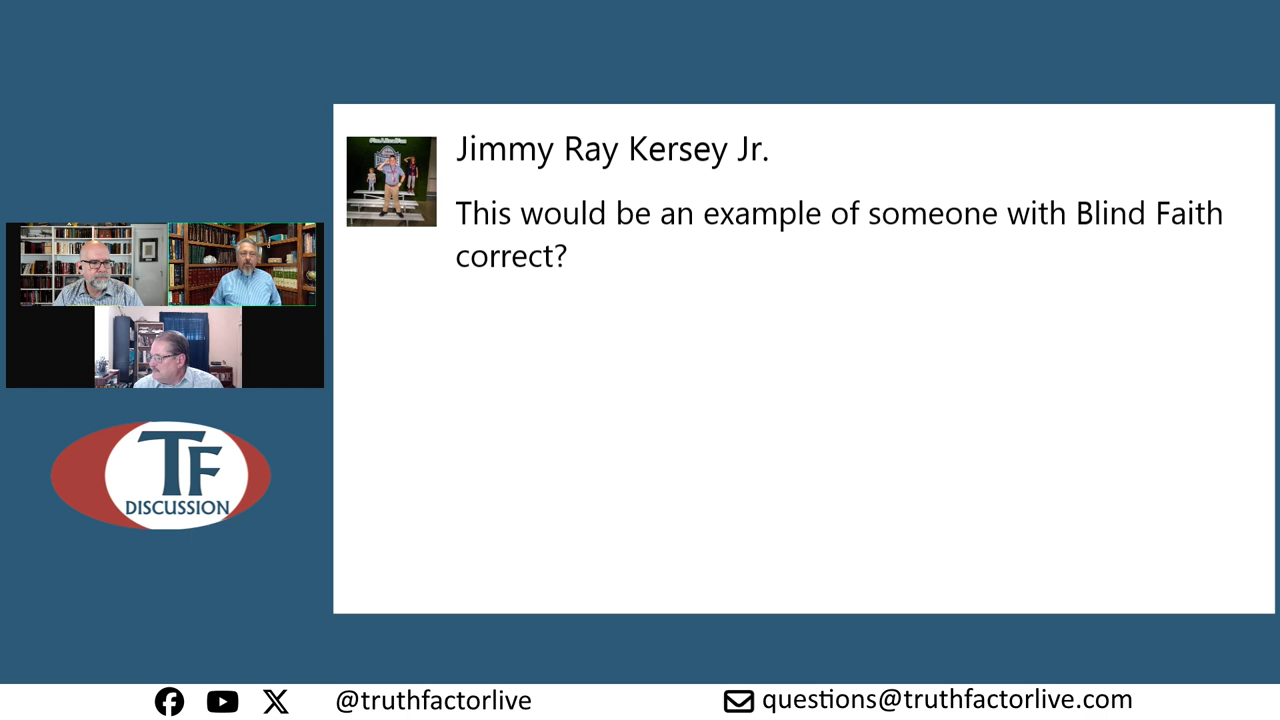 Jimmy Ray Kersey Jr.
This would be an example of someone with Blind Faith
correct?
TF
DISCUSSION
@truthfactorlive
questions@truthfactorlive.com